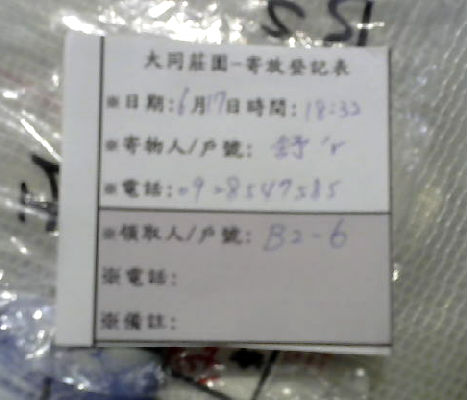 大同莊園-寄放登記表
※日期:6月17日時間:18:32
※寄物人/戶號:
※電話:0908547585
※領取人/戶號:B2-6
※電話:
※備註: